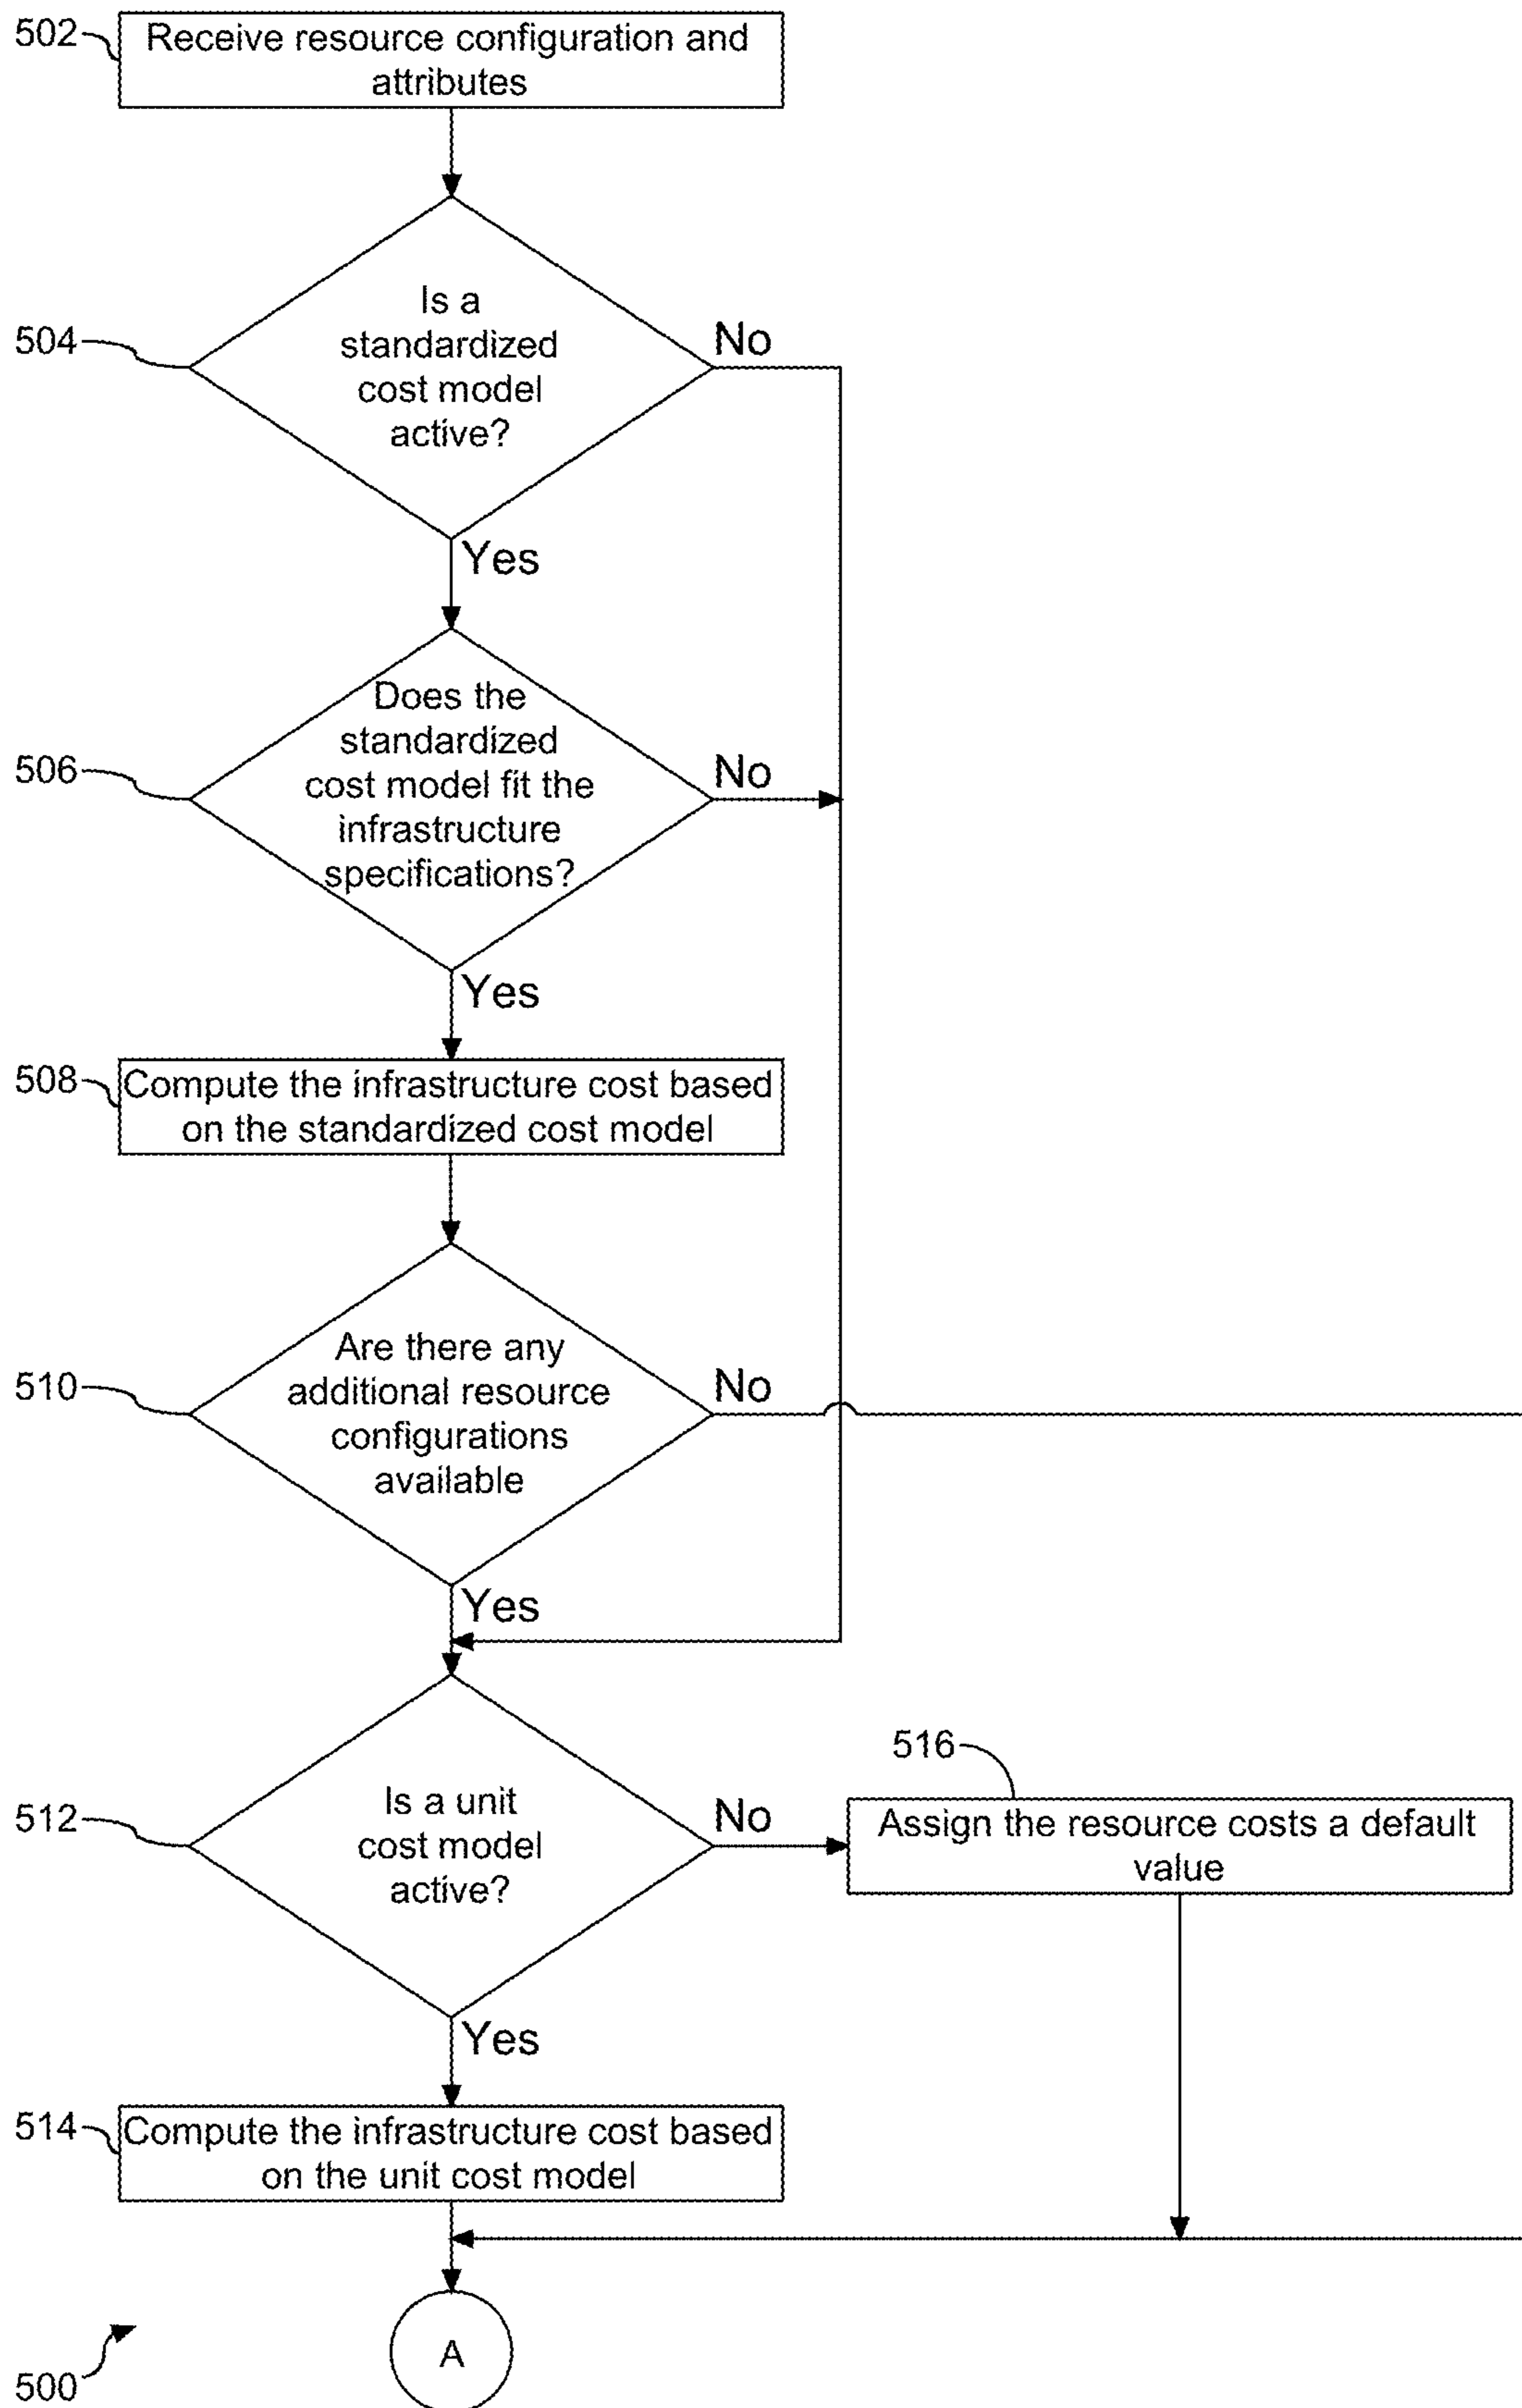 502
Receive resource configuration and
attributes
504
Is a
standardized
cost model
active?
No
Yes
506
Does the
standardized
cost model fit the
infrastructure
specifications?
No
Yes
508
Compute the infrastructure cost based
on the standardized cost model
510
Are there any
additional resource
configurations
available
No
Yes
512
Is a unit
cost model
active?
No
516
Assign the resource costs a default
value
Yes
514
Compute the infrastructure cost based
on the unit cost model
A
500